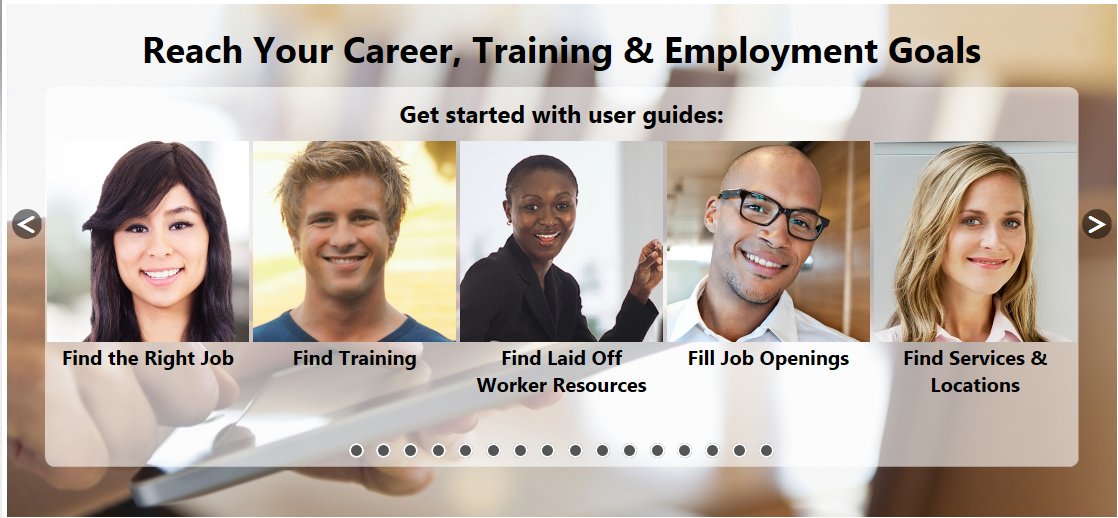 Reach Your Career, Training & Employment Goals
Get started with user guides:
< >
Find the Right Job
Find Training
Find Laid Off
Worker Resources
Fill Job Openings
Find Services &
Locations